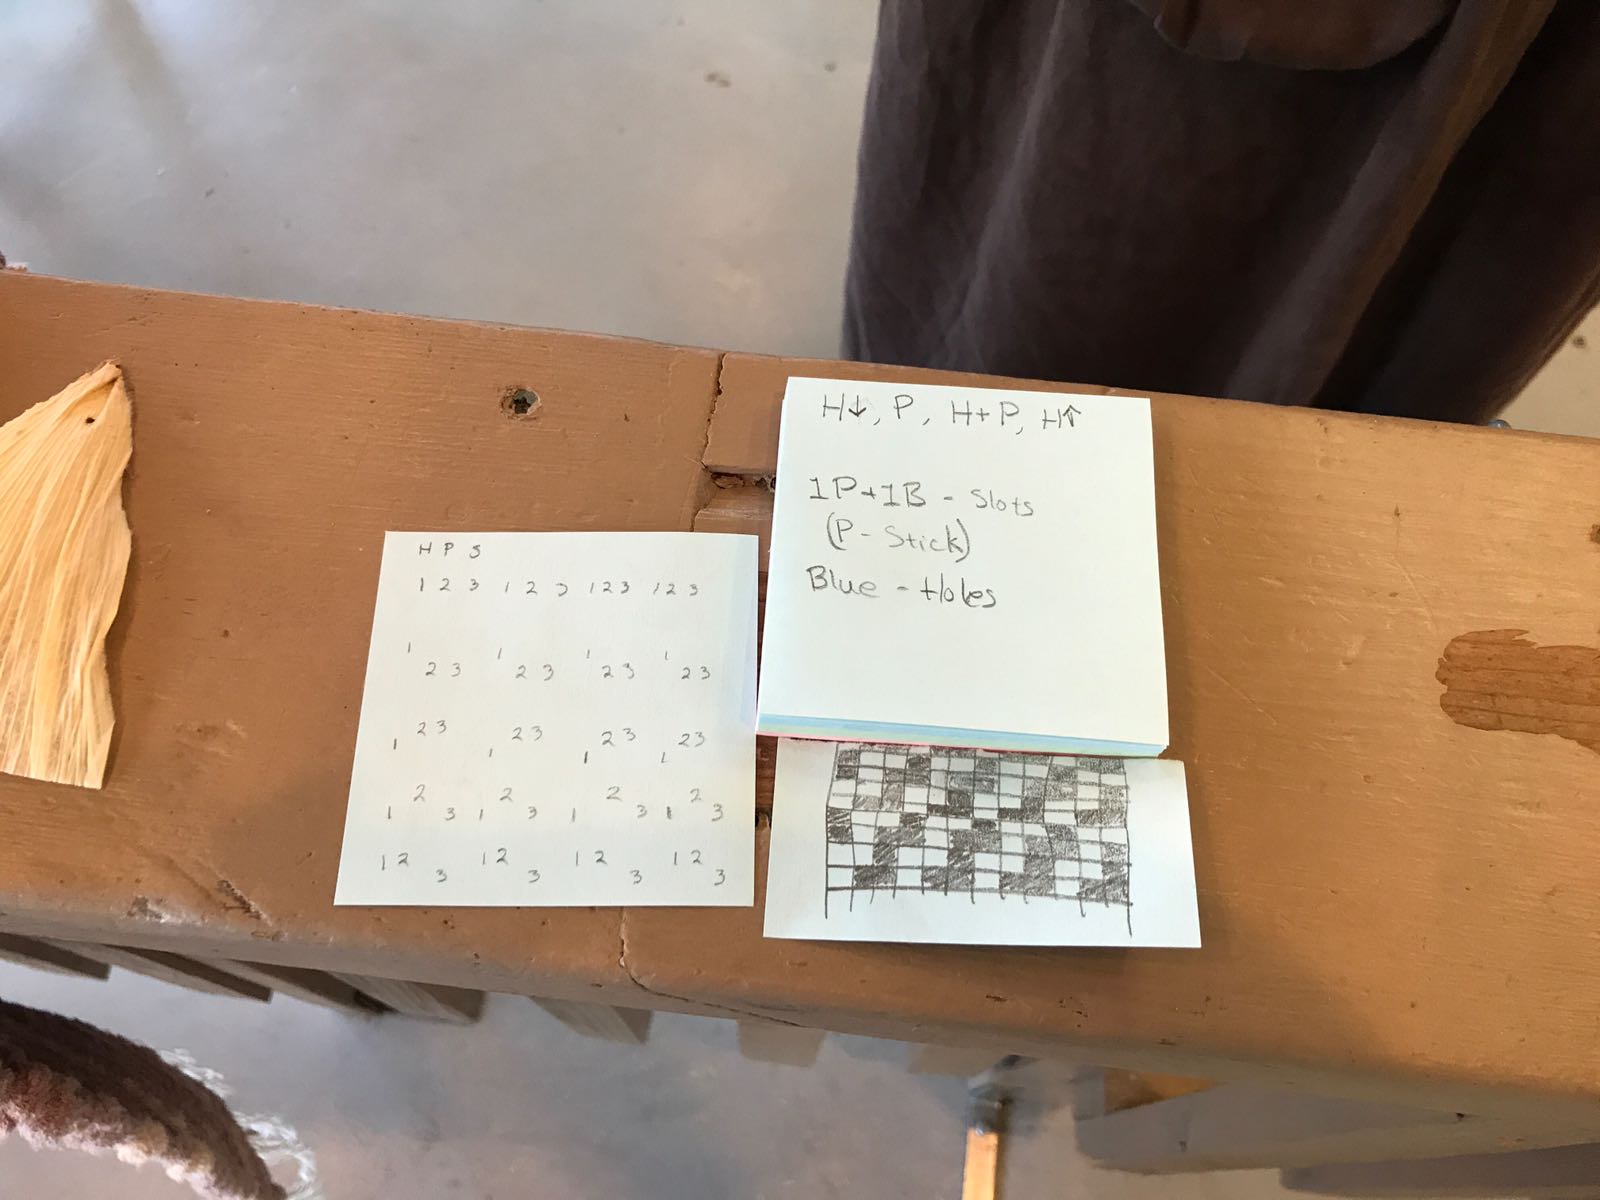 H P S
1 2 3 1 2 3 1 2 3 1 2 3
1 1 1 1
2 3 2 3 2 3 2 3
2 3 2 3 2 3 2 3
1 1 1 1
2 2 2 2
1 3 1 3 1 3 1 3
1 2 1 2 1 2 1 2
3 3 3 3
H↓, P, H+P, H↑
1P+1B - Slots
(P-Stick)
Blue - Holes